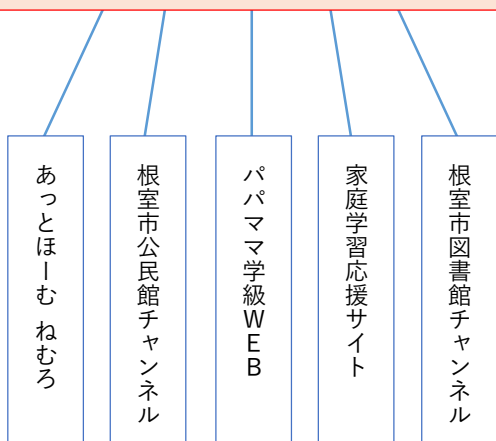 あっとほーむ ねむろ
根室市公民館チャンネル
パパママ学級WEB
家庭学習応援サイト
根室市図書館チャンネル